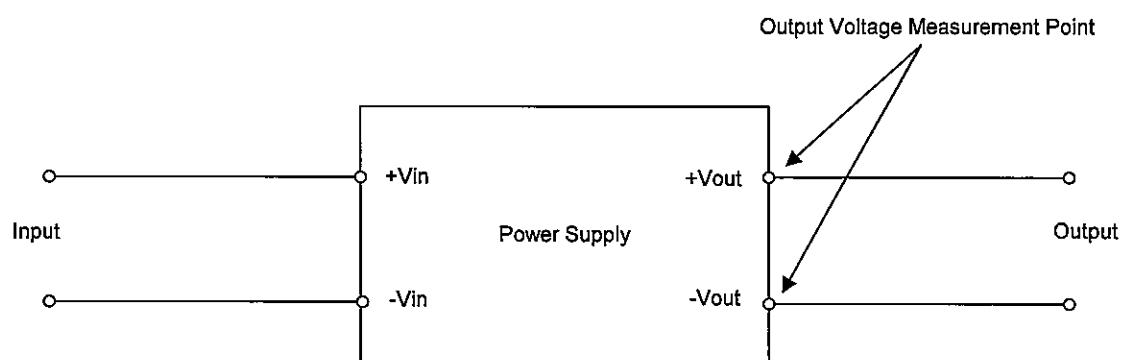 Output Voltage Measurement Point
+Vin
+Vout
Input
Power Supply
Output
-Vin
-Vout